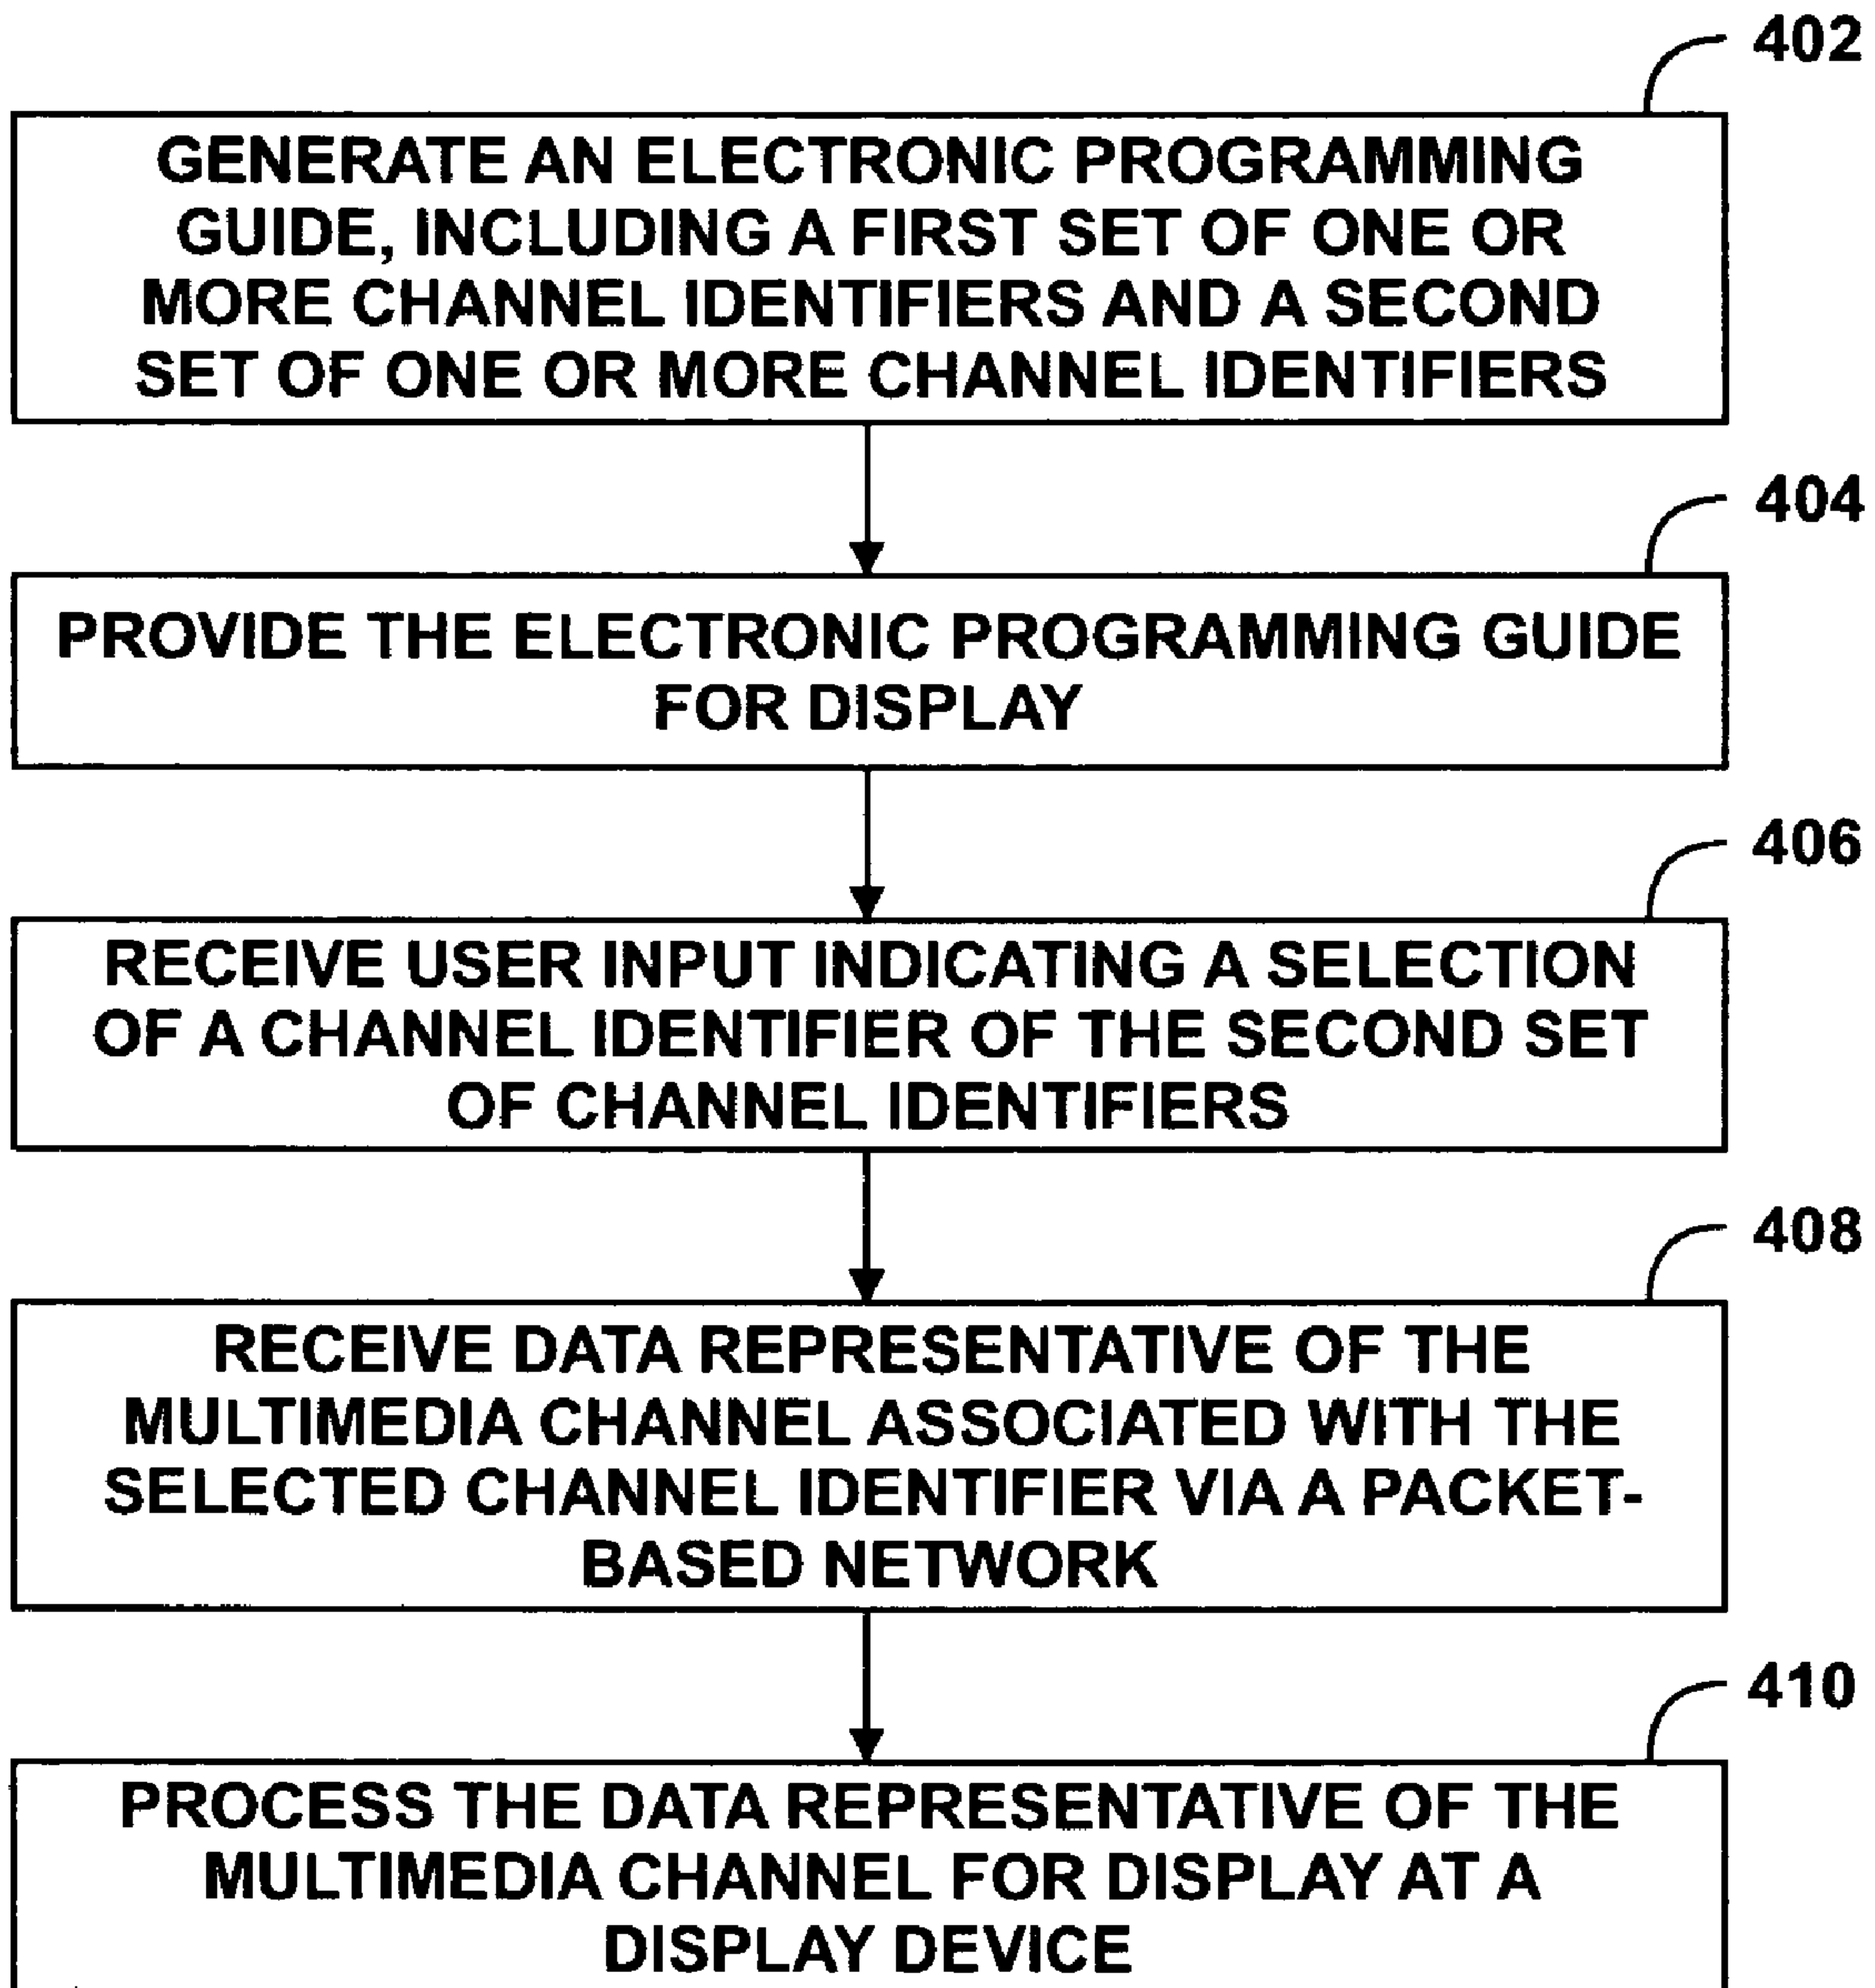 402
GENERATE AN ELECTRONIC PROGRAMMING
GUIDE, INCLUDING A FIRST SET OF ONE OR
MORE CHANNEL IDENTIFIERS AND A SECOND
SET OF ONE OR MORE CHANNEL IDENTIFIERS
404
PROVIDE THE ELECTRONIC PROGRAMMING GUIDE
FOR DISPLAY
406
RECEIVE USER INPUT INDICATING A SELECTION
OF A CHANNEL IDENTIFIER OF THE SECOND SET
OF CHANNEL IDENTIFIERS
408
RECEIVE DATA REPRESENTATIVE OF THE
MULTIMEDIA CHANNEL ASSOCIATED WITH THE
SELECTED CHANNEL IDENTIFIER VIA A PACKET-
BASED NETWORK
410
PROCESS THE DATA REPRESENTATIVE OF THE
MULTIMEDIA CHANNEL FOR DISPLAY AT A
DISPLAY DEVICE